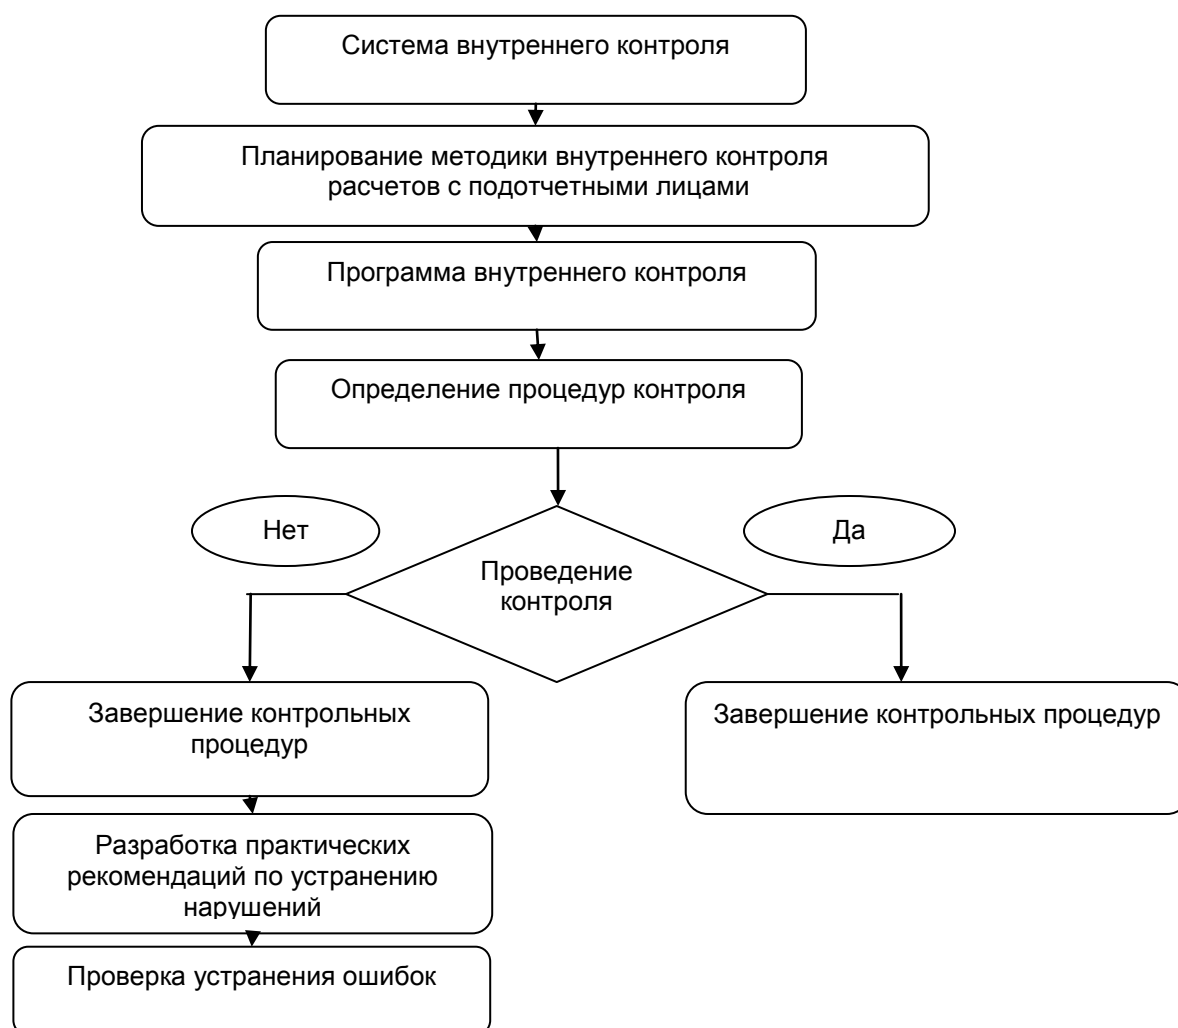 Система внутреннего контроля
Планирование методики внутреннего контроля
расчетов с подотчетными лицами
Программа внутреннего контроля
Определение процедур контроля
Нет
Да
Проведение
контроля
Завершение контрольных
процедур
Завершение контрольных процедур
Разработка практических
рекомендаций по устранению
нарушений
Проверка устранения ошибок